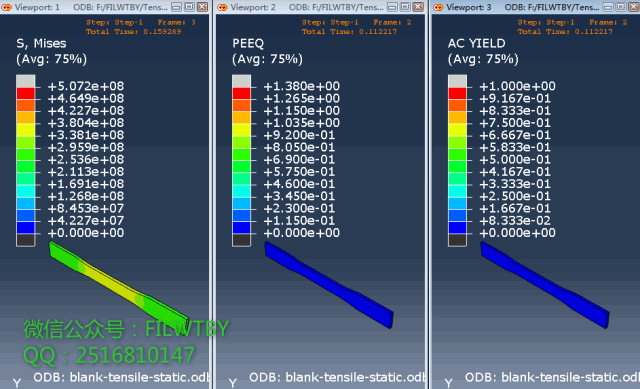 Viewport: 1 ODB: F:/FILWTBY/Tens...
Step: Step-1 Frame: 3
Total Time: 0.159289
S, Mises
(Avg: 75%)
+5.072e+08
+4.649e+08
+4.227e+08
+3.804e+08
+3.381e+08
+2.959e+08
+2.536e+08
+2.113e+08
+1.691e+08
+1.268e+08
+8.453e+07
+4.227e+07
+0.000e+00
微信公众号:FILWTBY
QQ:2516810147
Y
ODB: blank-tensile-static.odb
Viewport: 2 ODB: F:/FILWTBY/Tens...
Step: Step-1 Frame: 2
Total Time: 0.112217
PEEQ
(Avg: 75%)
+1.380e+00
+1.265e+00
+1.150e+00
+1.035e+00
+9.200e-01
+8.050e-01
+6.900e-01
+5.750e-01
+4.600e-01
+3.450e-01
+2.300e-01
+1.150e-01
+0.000e+00
Y
ODB: blank-tensile-static.odb
Viewport: 3 ODB: F:/FILWTBY/Tens...
Step: Step-1 Frame: 2
Total Time: 0.112217
AC YIELD
(Avg: 75%)
+1.000e+00
+9.167e-01
+8.333e-01
+7.500e-01
+6.667e-01
+5.833e-01
+5.000e-01
+4.167e-01
+3.333e-01
+2.500e-01
+1.667e-01
+8.333e-02
+0.000e+00
Y
ODB: blank-tensile-static.odb